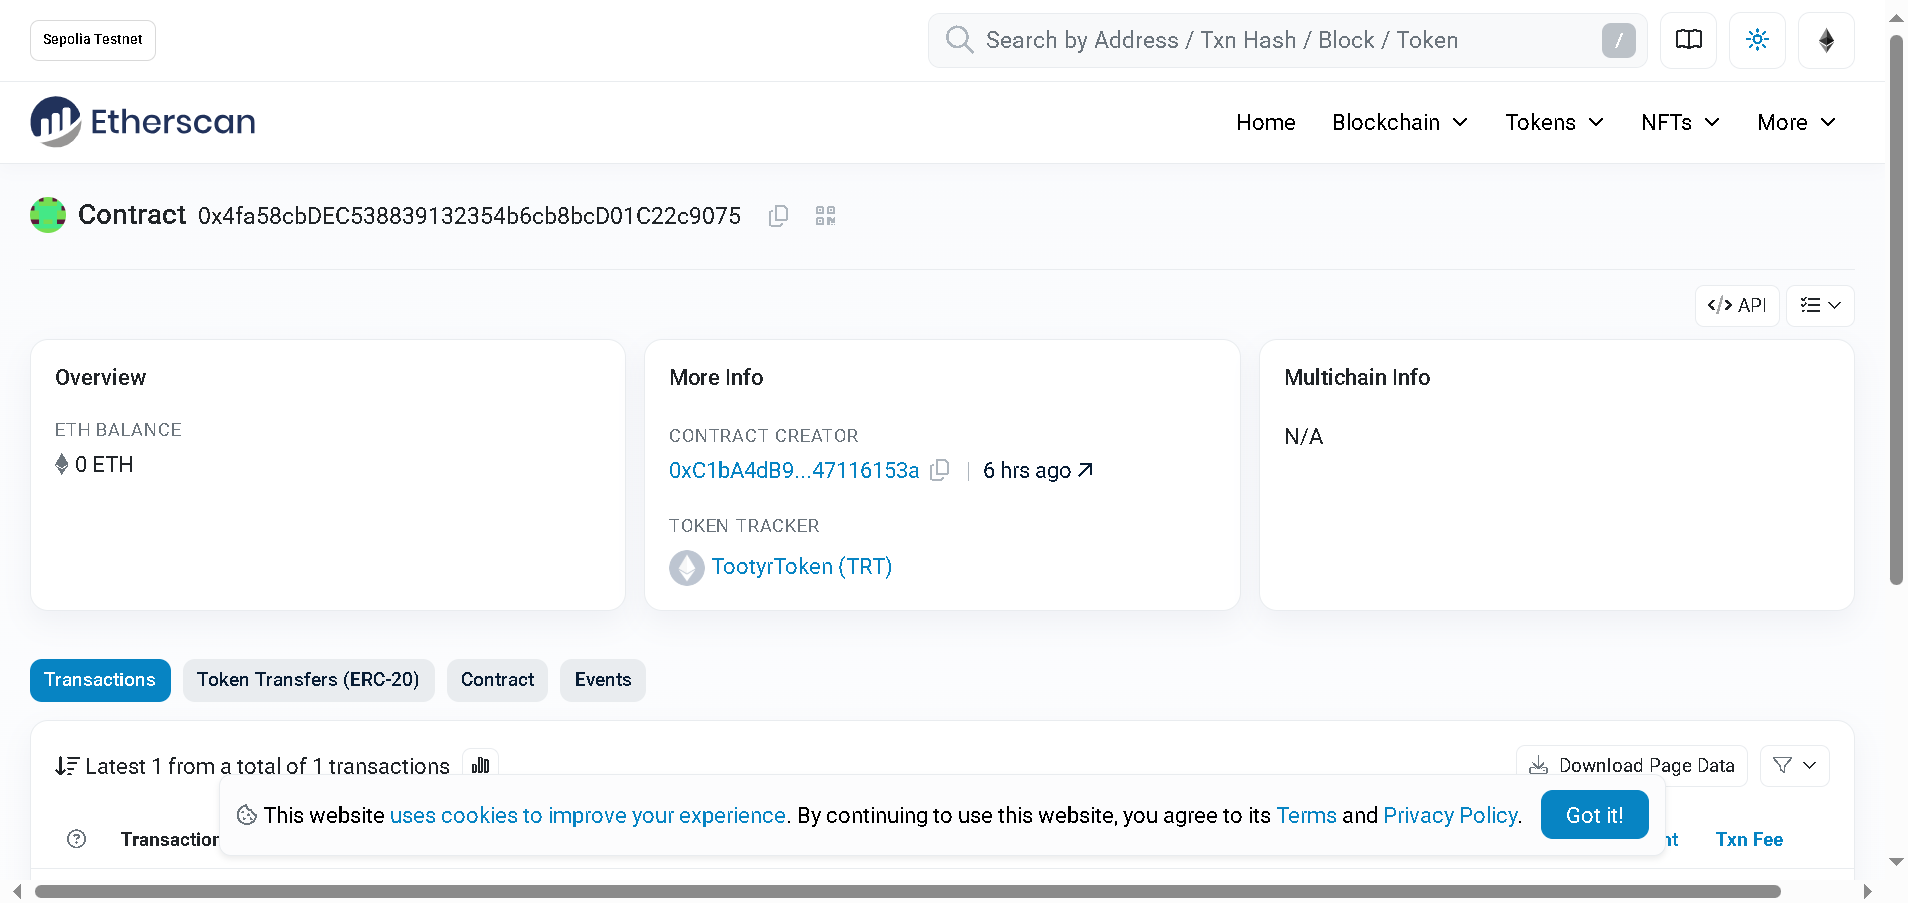 Sepolia Testnet
Search by Address / Txn Hash / Block / Token
/
Etherscan
Home
Blockchain
Tokens
NFTs
More
Contract 0x4fa58cbDEC538839132354b6cb8bcD01C22c9075
</> API
Overview
ETH BALANCE
0 ETH
More Info
CONTRACT CREATOR
0xC1bA4dB9...47116153a | 6 hrs ago
TOKEN TRACKER
TootyrToken (TRT)
Multichain Info
N/A
Transactions
Token Transfers (ERC-20)
Contract
Events
Latest 1 from a total of 1 transactions
Download Page Data
This website uses cookies to improve your experience. By continuing to use this website, you agree to its Terms and Privacy Policy.
Got it!
Txn Fee